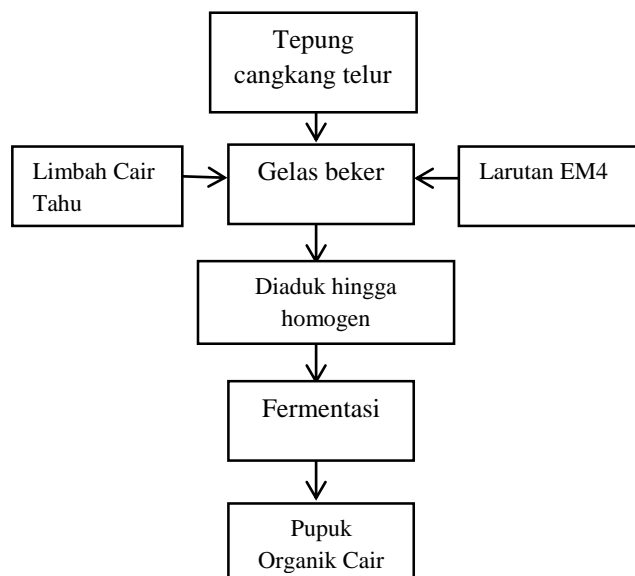 Tepung
cangkang telur
Limbah Cair
Tahu
Gelas beker
Larutan EM4
Diaduk hingga
homogen
Fermentasi
Pupuk
Organik Cair